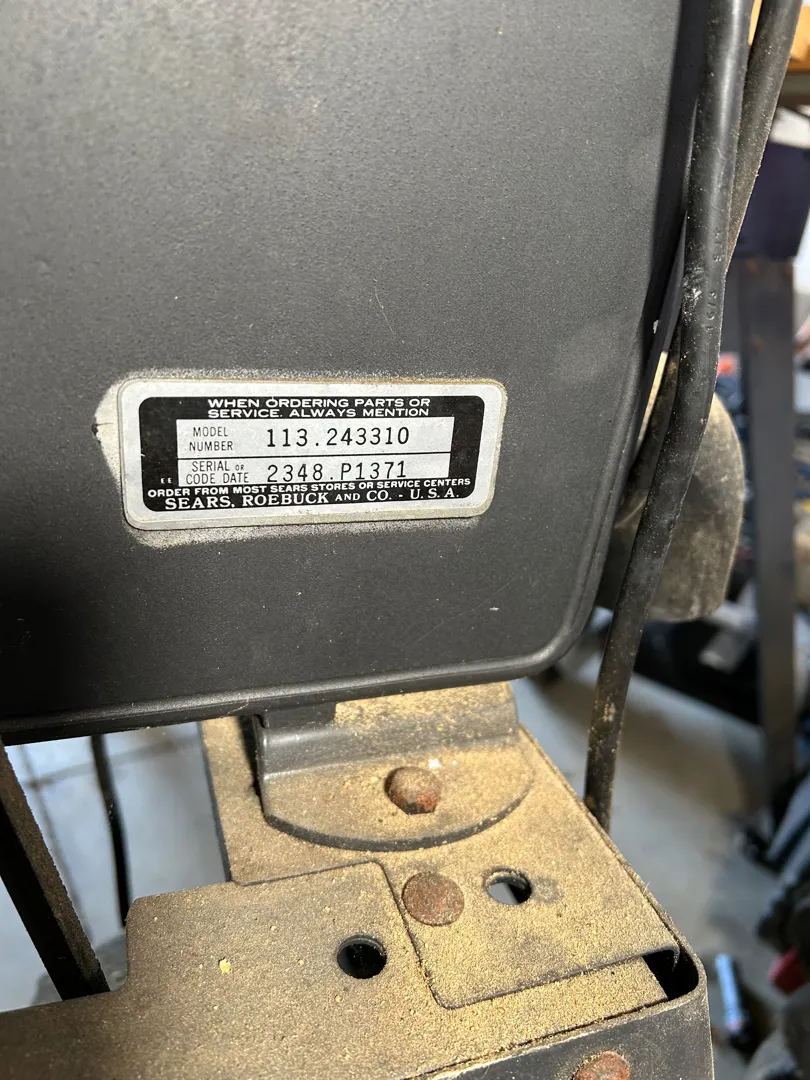 WHEN ORDERING PARTS OR
SERVICE. ALWAYS MENTION
MODEL
NUMBER 113.243310
SERIAL OR
CODE DATE 2348.P1371
EE
ORDER FROM MOST SEARS STORES OR SERVICE CENTERS
SEARS, ROEBUCK AND CO. - U.S.A.